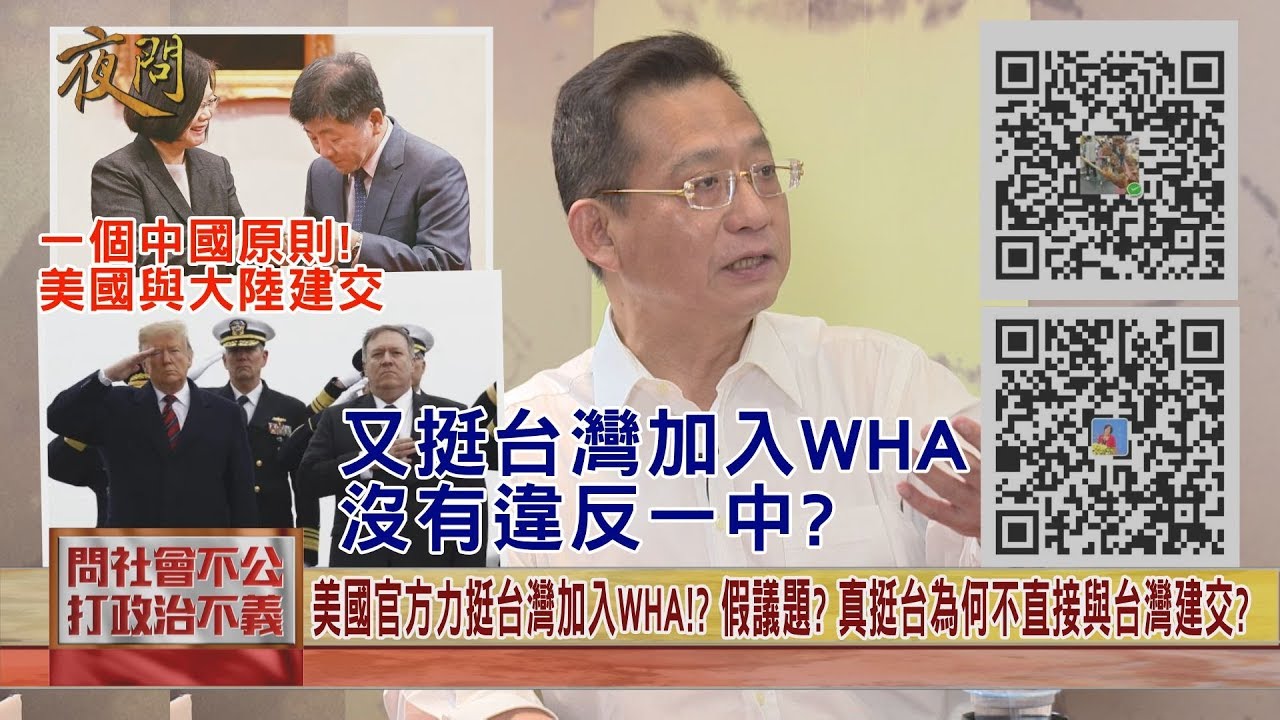 夜問
一個中國原則!
美國與大陸建交
又挺台灣加入WHA
沒有違反一中?
問社會不公
打政治不義
美國官方力挺台灣加入WHA!? 假議題? 真挺台為何不直接與台灣建交?